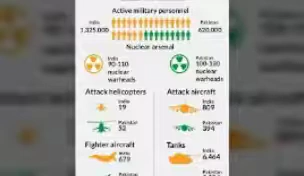 Active military personnel
India Pakistan
1,325,000 620,000
Nuclear arsenal
India
90-110
nuclear
warheads
Pakistan
100-130
nuclear
warheads
Attack helicopters
India
19
Pakistan
52
Attack aircraft
India
809
Pakistan
394
Fighter aircraft
India
679
Tanks
India
6,464
Pakistan